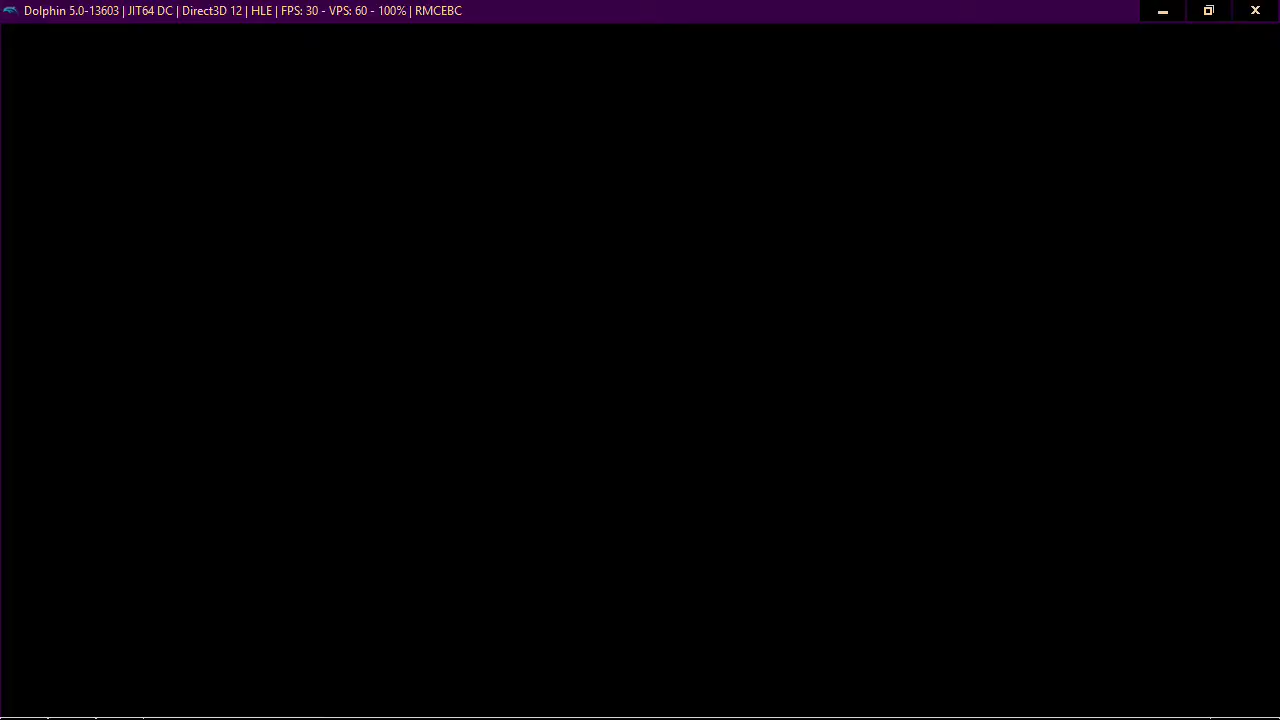 Dolphin 5.0-13603 | JIT64 DC | Direct3D 12 | HLE | FPS: 30 - VPS: 60 - 100% | RMCEBC